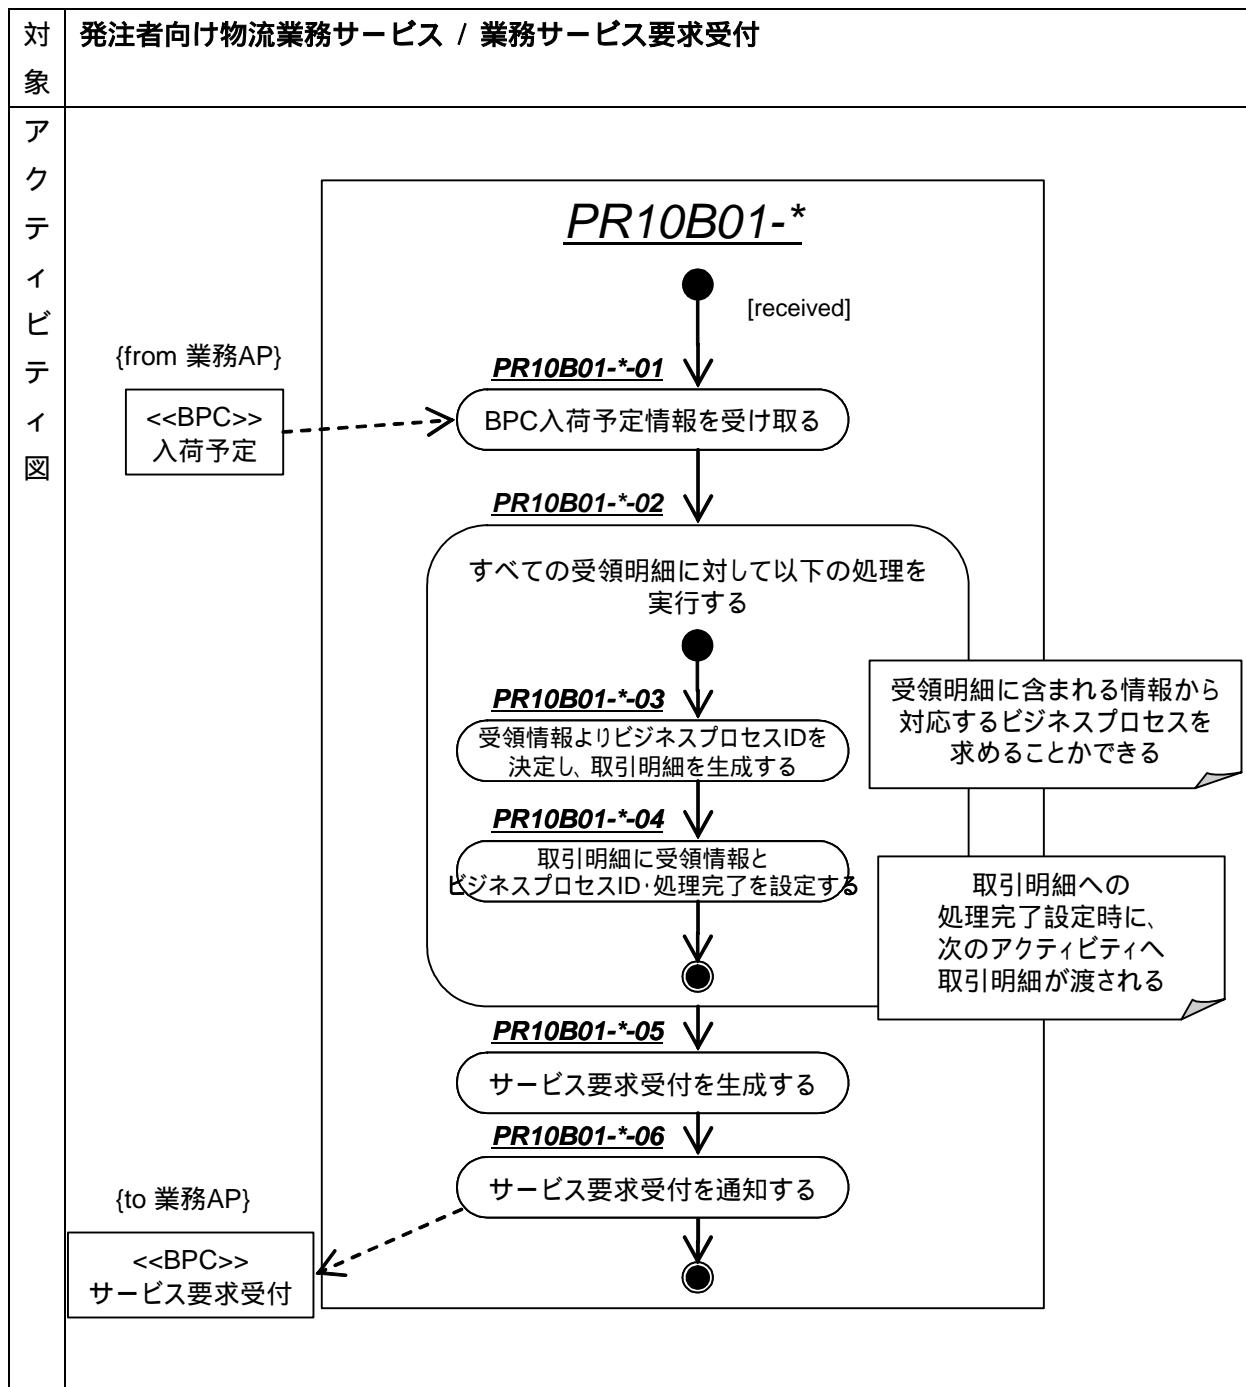 対象
発注者向け物流業務サービス / 業務サービス要求受付
アクティビティ図
PR10B01-*
[received]
{from 業務AP}
<<BPC>>
入荷予定
PR10B01-*-01
BPC入荷予定情報を受け取る
PR10B01-*-02
すべての受領明細に対して以下の処理を
実行する
PR10B01-*-03
受領情報よりビジネスプロセスIDを
決定し、取引明細を生成する
受領明細に含まれる情報から
対応するビジネスプロセスを
求めることかできる
PR10B01-*-04
取引明細に受領情報と
ビジネスプロセスID・処理完了を設定する
取引明細への
処理完了設定時に、
次のアクティビティへ
取引明細が渡される
PR10B01-*-05
サービス要求受付を生成する
PR10B01-*-06
サービス要求受付を通知する
{to 業務AP}
<<BPC>>
サービス要求受付